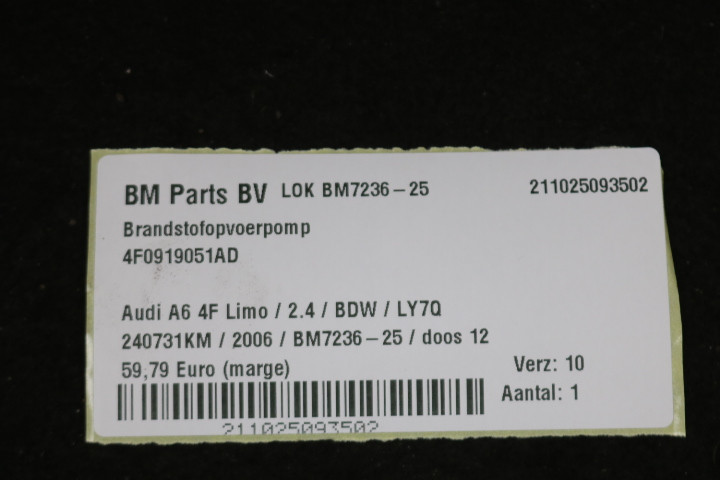 BM Parts BV LOK BM7236-25 211025093502
Brandstofopvoerpomp
4F0919051AD
Audi A6 4F Limo / 2.4 / BDW / LY7Q
240731KM / 2006 / BM7236-25 / doos 12
59,79 Euro (marge) Verz: 10
Aantal: 1
211025093502